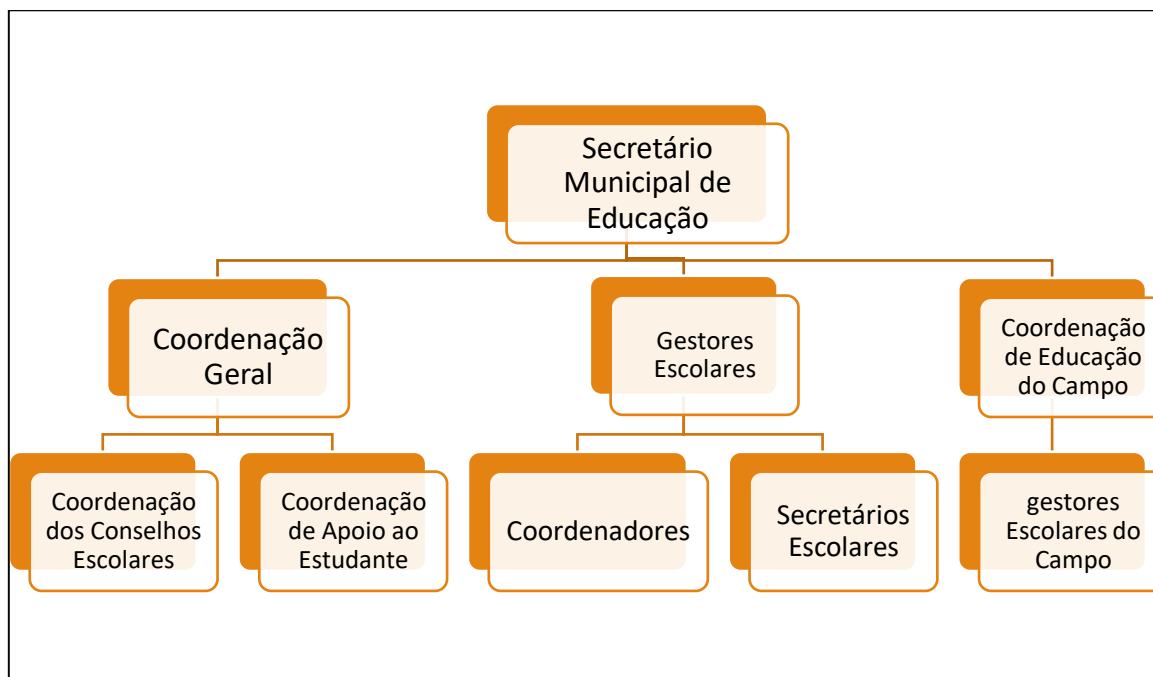 Secretário
Municipal de
Educação
Coordenação
Geral
Gestores
Escolares
Coordenação
de Educação
do Campo
Coordenação
dos Conselhos
Escolares
Coordenação
de Apoio ao
Estudante
Coordenadores
Secretários
Escolares
gestores
Escolares do
Campo